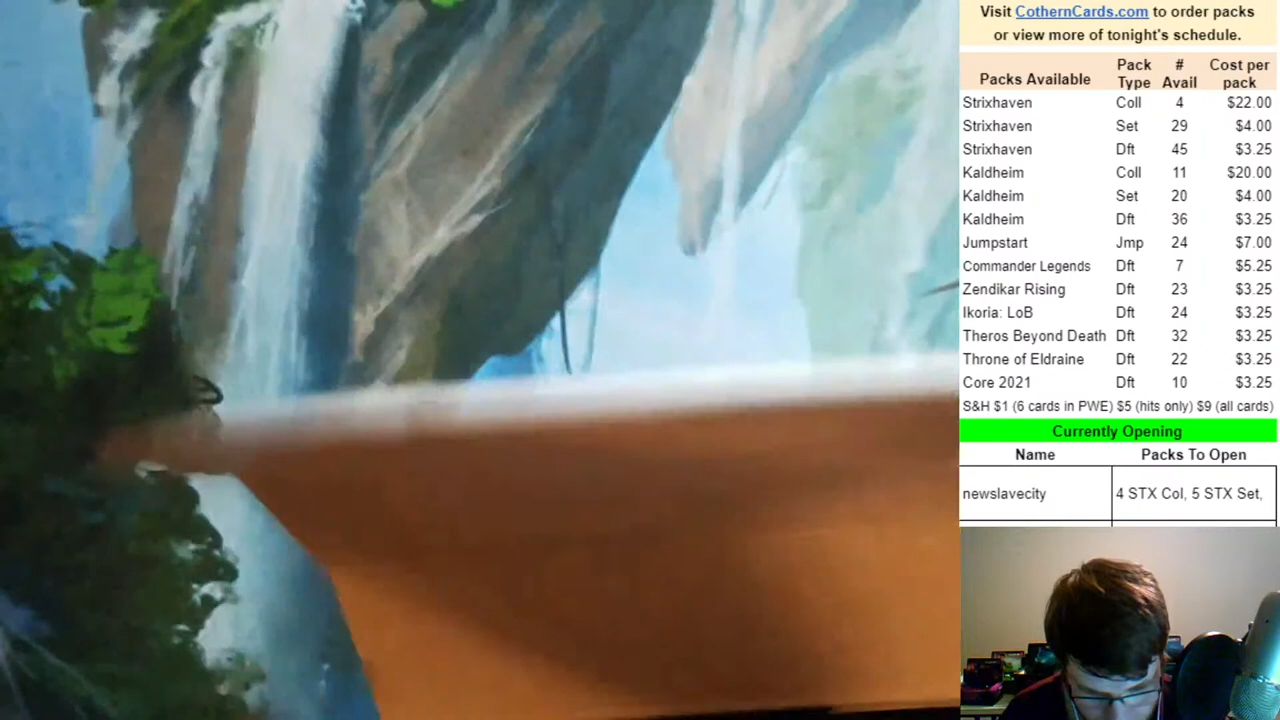 Visit CothernCards.com to order packs
or view more of tonight's schedule.
Packs Available Pack Type # Avail Cost per pack
Strixhaven Coll 4 $22.00
Strixhaven Set 29 $4.00
Strixhaven Dft 45 $3.25
Kaldheim Coll 11 $20.00
Kaldheim Set 20 $4.00
Kaldheim Dft 36 $3.25
Jumpstart Jmp 24 $7.00
Commander Legends Dft 7 $5.25
Zendikar Rising Dft 23 $3.25
Ikoria: LoB Dft 24 $3.25
Theros Beyond Death Dft 32 $3.25
Throne of Eldraine Dft 22 $3.25
Core 2021 Dft 10 $3.25
S&H $1 (6 cards in PWE) $5 (hits only) $9 (all cards)
Currently Opening
Name Packs To Open
newslavecity 4 STX Col, 5 STX Set,